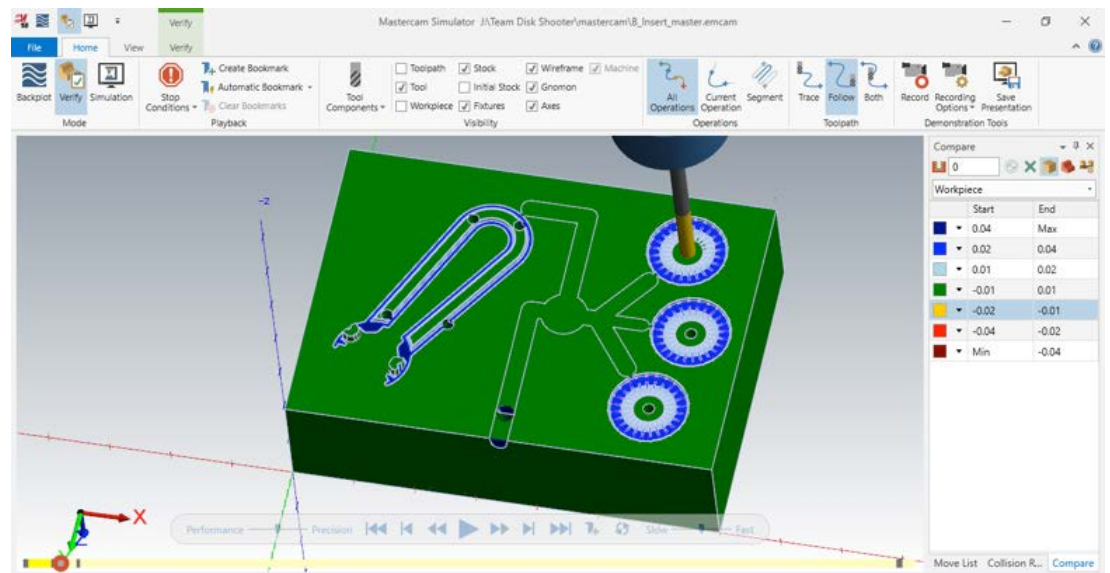 Verify
Mastercam Simulator J:\Team Disk Shooter\mastercam\B_Insert_master.emcam
File Home View Verify
Backplot Verify Simulation
Mode
Stop Conditions
Create Bookmark
Automatic Bookmark
Clear Bookmarks
Playback
Tool Components
Toolpath Stock Wireframe Machine
Tool Initial Stock Gnomon
Workpiece Fixtures Axes
Visibility
All Operations Current Operation Segment
Operations
Trace Follow Both
Toolpath
Record Recording Options Save Presentation
Demonstration Tools
Compare
0
Workpiece
Start End
0.04 Max
0.02 0.04
0.01 0.02
-0.01 0.01
-0.02 -0.01
-0.04 -0.02
Min -0.04
-Z
X
Z
Performance Precision Slow Fast
Move List Collision R... Compare